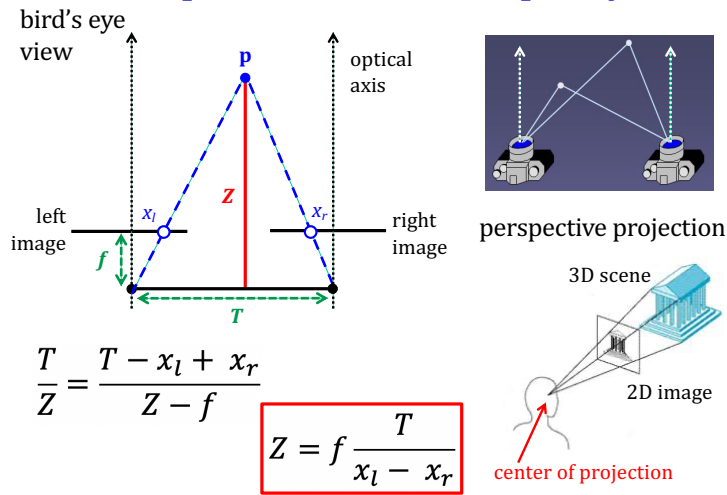 bird's eye
view
p
optical
axis
x_l
Z
x_r
left
image
right
image
f
T
perspective projection
3D scene
2D image
center of projection
T/Z = (T − x_l + x_r)/(Z − f)
Z = f T/(x_l − x_r)